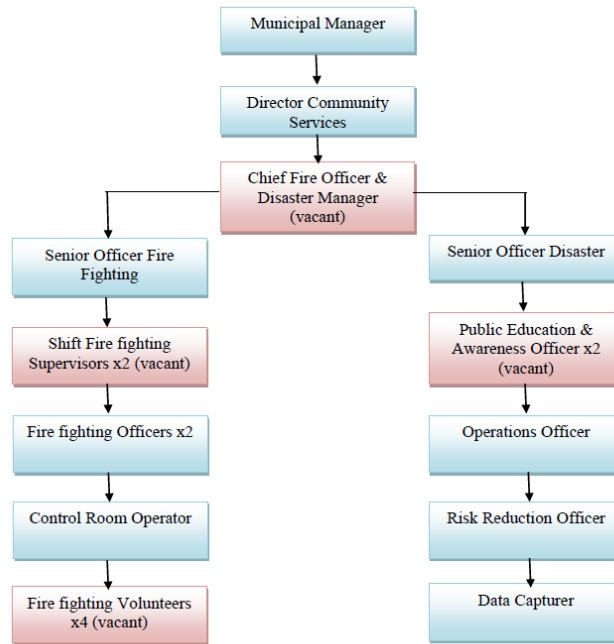 Municipal Manager
Director Community
Services
Chief Fire Officer &
Disaster Manager
(vacant)
Senior Officer Fire
Fighting
Shift Fire fighting
Supervisors x2 (vacant)
Fire fighting Officers x2
Control Room Operator
Fire fighting Volunteers
x4 (vacant)
Senior Officer Disaster
Public Education &
Awareness Officer x2
(vacant)
Operations Officer
Risk Reduction Officer
Data Capturer